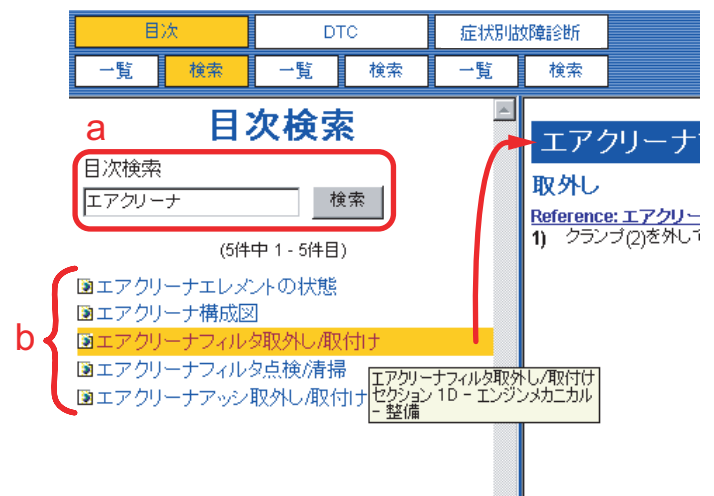 目次 DTC 症状別故障診断
一覧 検索 一覧 検索 一覧 検索
a
目次検索
目次検索
エアクリーナ 検索
(5件中 1 - 5件目)
b
エアクリーナエレメントの状態
エアクリーナ構成図
エアクリーナフィルタ取外し/取付け
エアクリーナフィルタ点検/清掃
エアクリーナアッシ取外し/取付け
エアクリーナフィルタ取外し/取付け
セクション 1D - エンジンメカニカル
- 整備
エアクリーナ
取外し
Reference: エアクリー
1) クランプ(2)を外して